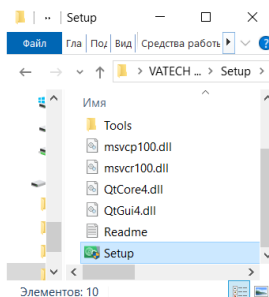 Setup
Файл Гла Под Вид Средства работь
VATECH ... Setup
Имя
Tools
msvcp100.dll
msvcr100.dll
QtCore4.dll
QtGui4.dll
Readme
Setup
Элементов: 10